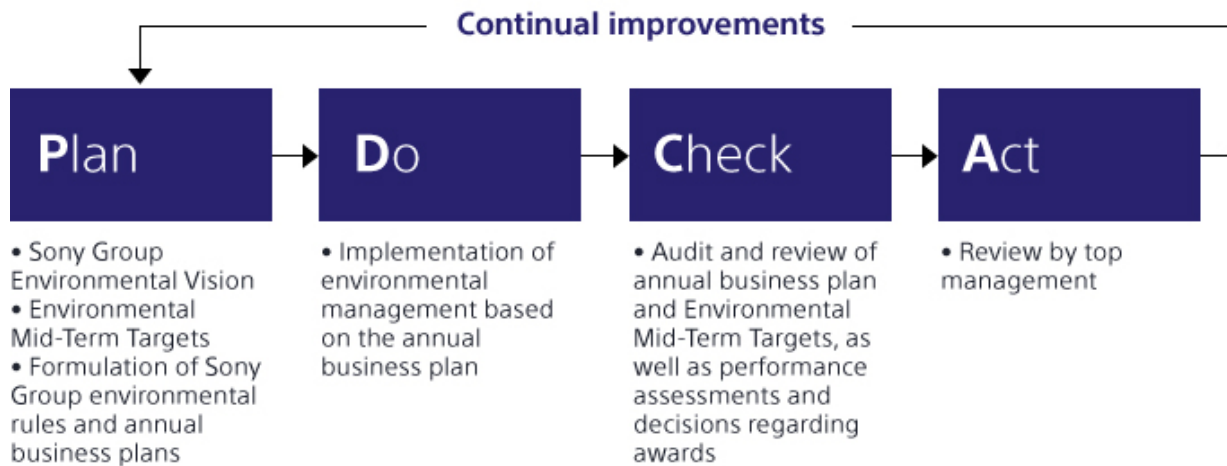 Continual improvements
Plan
• Sony Group
Environmental Vision
• Environmental
Mid-Term Targets
• Formulation of Sony
Group environmental
rules and annual
business plans
Do
• Implementation of
environmental
management based
on the annual
business plan
Check
• Audit and review of
annual business plan
and Environmental
Mid-Term Targets, as
well as performance
assessments and
decisions regarding
awards
Act
• Review by top
management